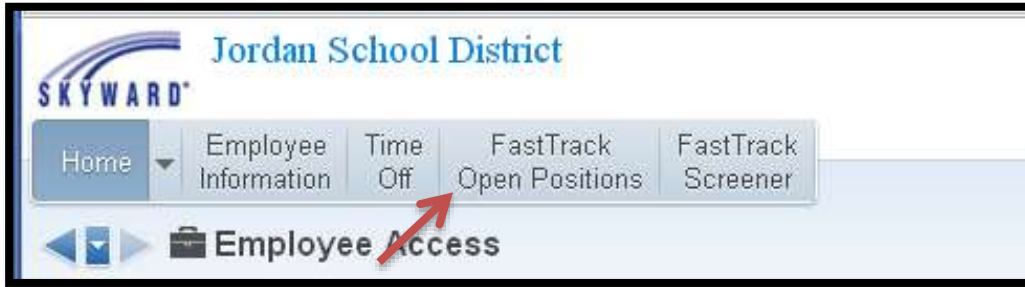 Jordan School District
SKYWARD
Home
Employee Information
Time Off
FastTrack Open Positions
FastTrack Screener
Employee Access